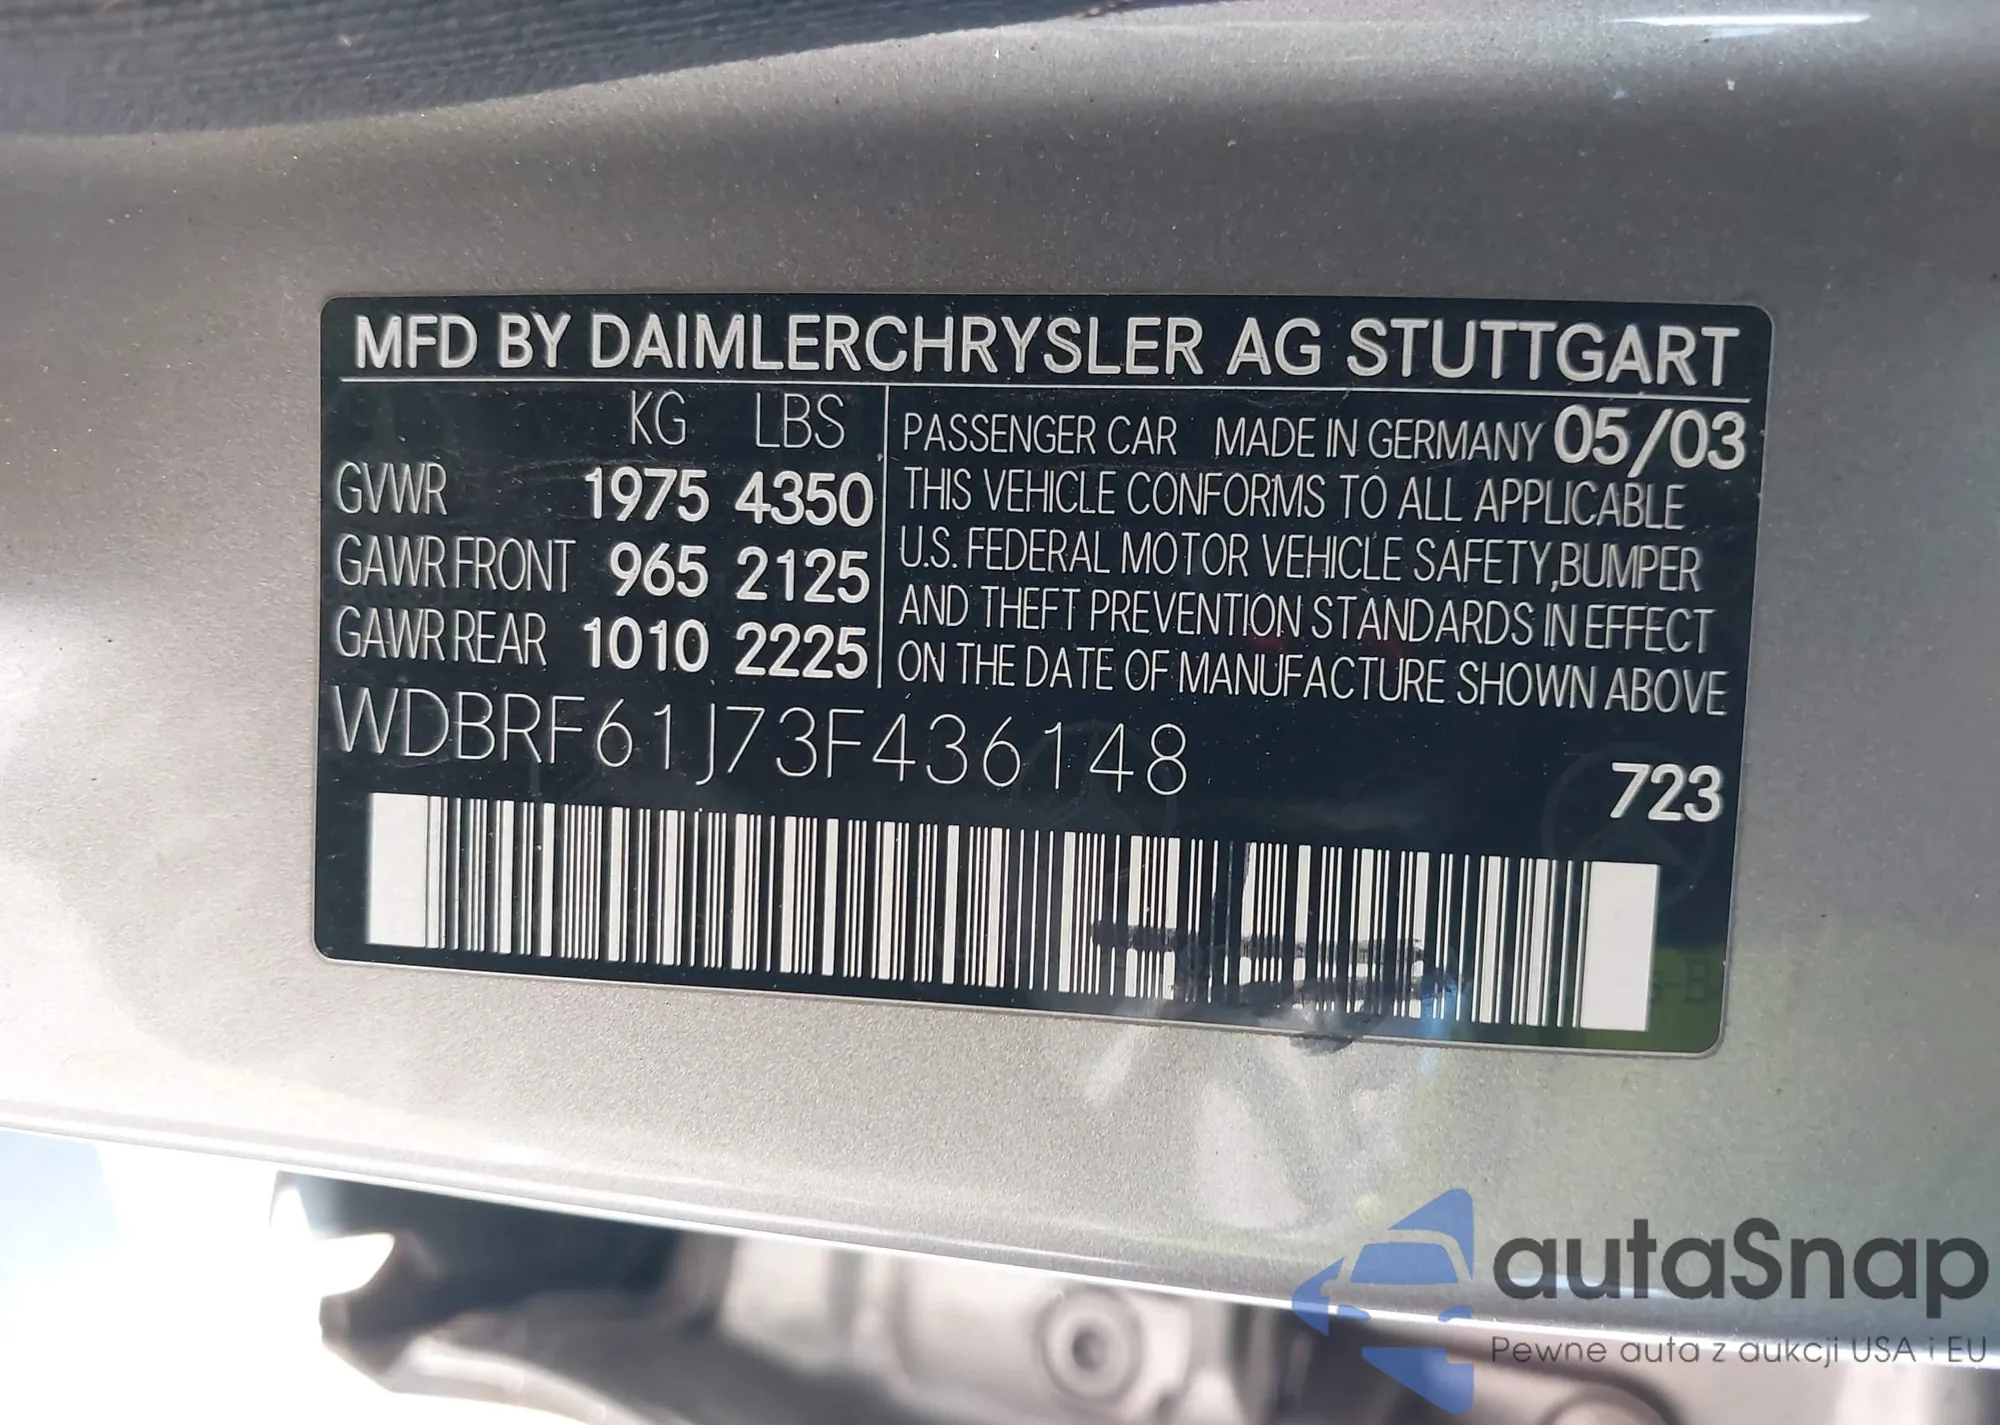 MFD BY DAIMLERCHRYSLER AG STUTTGART
KG LBS
GVWR 1975 4350
GAWR FRONT 965 2125
GAWR REAR 1010 2225
PASSENGER CAR MADE IN GERMANY 05/03
THIS VEHICLE CONFORMS TO ALL APPLICABLE
U.S. FEDERAL MOTOR VEHICLE SAFETY, BUMPER
AND THEFT PREVENTION STANDARDS IN EFFECT
ON THE DATE OF MANUFACTURE SHOWN ABOVE
WDBRF61J73F436148
723
autaSnap
Pewne auta z aukcji USA i EU